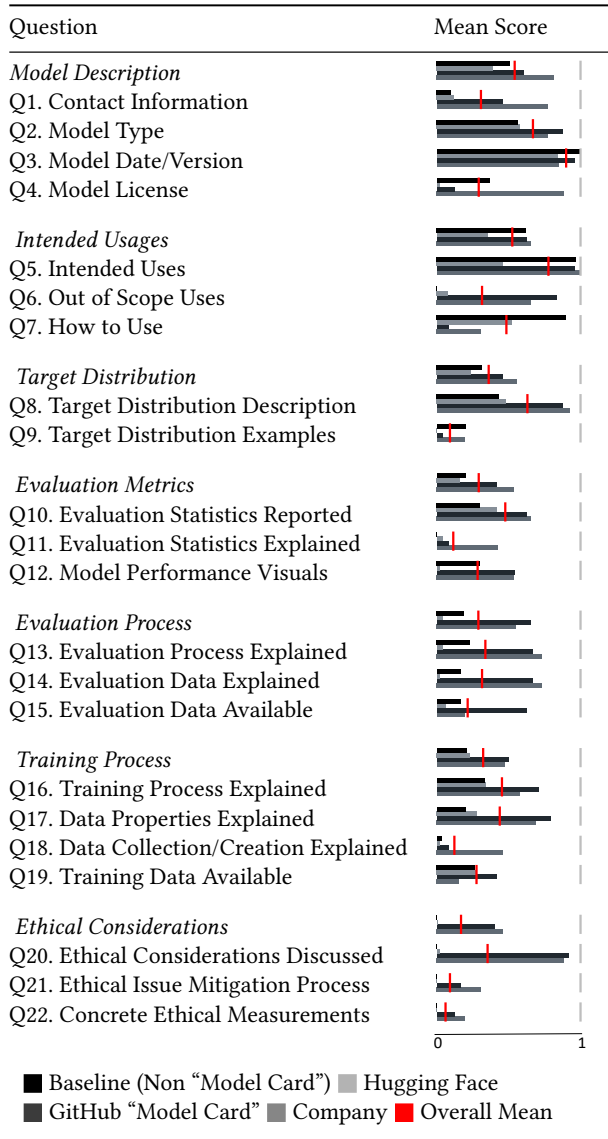 Question Mean Score
Model Description
Q1. Contact Information
Q2. Model Type
Q3. Model Date/Version
Q4. Model License
Intended Usages
Q5. Intended Uses
Q6. Out of Scope Uses
Q7. How to Use
Target Distribution
Q8. Target Distribution Description
Q9. Target Distribution Examples
Evaluation Metrics
Q10. Evaluation Statistics Reported
Q11. Evaluation Statistics Explained
Q12. Model Performance Visuals
Evaluation Process
Q13. Evaluation Process Explained
Q14. Evaluation Data Explained
Q15. Evaluation Data Available
Training Process
Q16. Training Process Explained
Q17. Data Properties Explained
Q18. Data Collection/Creation Explained
Q19. Training Data Available
Ethical Considerations
Q20. Ethical Considerations Discussed
Q21. Ethical Issue Mitigation Process
Q22. Concrete Ethical Measurements
0 1
Baseline (Non “Model Card”) Hugging Face
GitHub “Model Card” Company Overall Mean